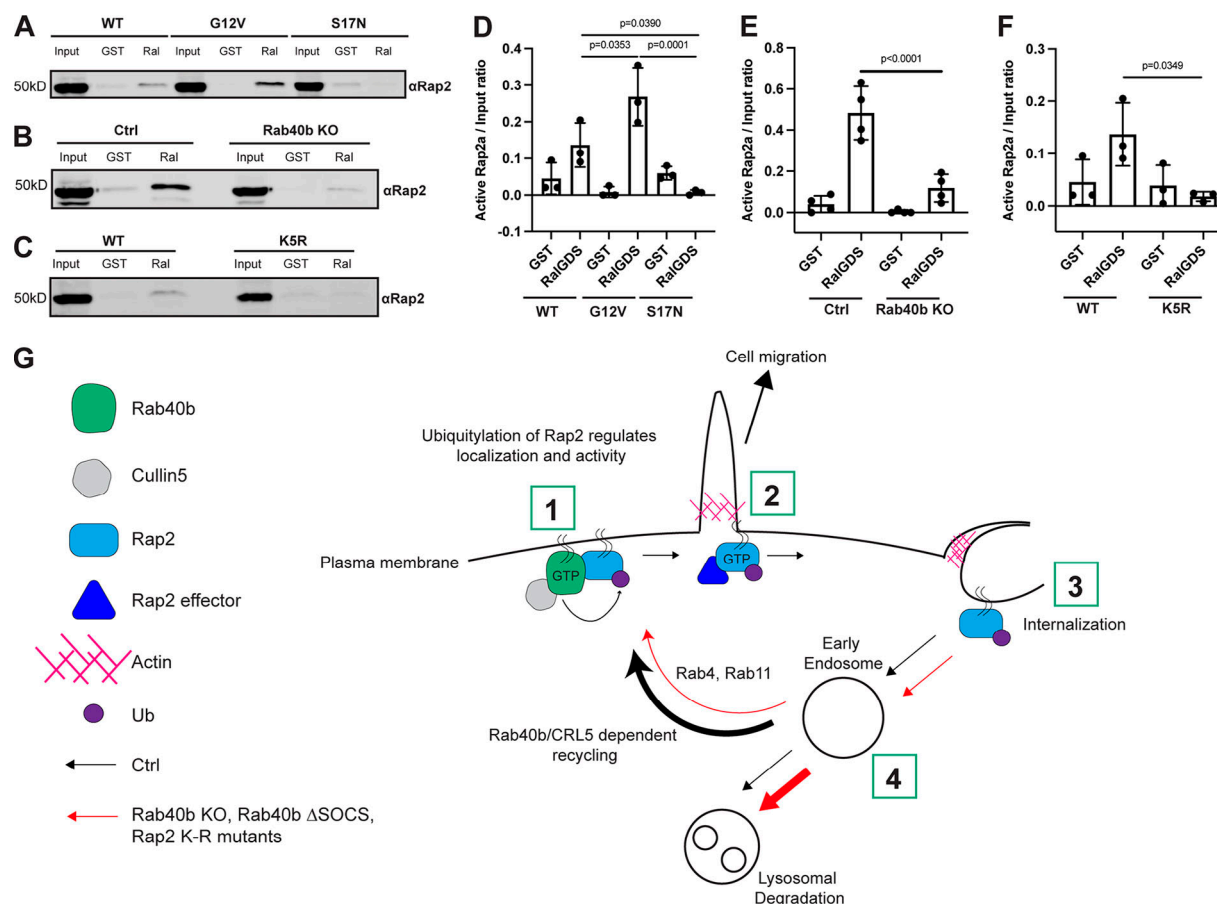 A
WT G12V S17N
Input GST Ral Input GST Ral Input GST Ral
50kD αRap2
B
Ctrl Rab40b KO
Input GST Ral Input GST Ral
50kD αRap2
C
WT K5R
Input GST Ral Input GST Ral
50kD αRap2
D
Active Rap2a / Input ratio
p=0.0390
p=0.0353 p=0.0001
0.4
0.3
0.2
0.1
0.0
-0.1
GST RalGDS GST RalGDS GST RalGDS
WT G12V S17N
E
Active Rap2a / Input ratio
p<0.0001
0.8
0.6
0.4
0.2
0.0
GST RalGDS GST RalGDS
Ctrl Rab40b KO
F
Active Rap2a / Input ratio
p=0.0349
0.3
0.2
0.1
0.0
GST RalGDS GST RalGDS
WT K5R
G
Rab40b
Cullin5
Rap2
Rap2 effector
Actin
Ub
Ctrl
Rab40b KO, Rab40b ΔSOCS,
Rap2 K-R mutants
Cell migration
Ubiquitylation of Rap2 regulates
localization and activity
1
2
Plasma membrane
GTP
GTP
3
Internalization
Early
Endosome
Rab4, Rab11
Rab40b/CRL5 dependent
recycling
4
Lysosomal
Degradation